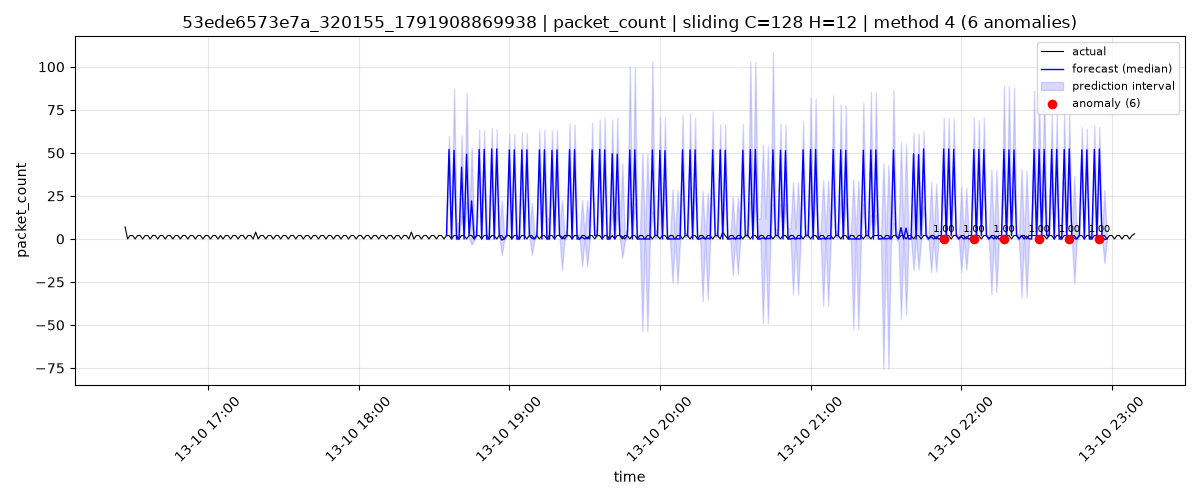 53ede6573e7a_320155_1791908869938 | packet_count | sliding C=128 H=12 | method 4 (6 anomalies)
actual
forecast (median)
prediction interval
anomaly (6)
packet_count
100
75
50
25
0
−25
−50
−75
1.00 1.00 1.00 1.00 1.00 1.00
13-10 17:00
13-10 18:00
13-10 19:00
13-10 20:00
13-10 21:00
13-10 22:00
13-10 23:00
time